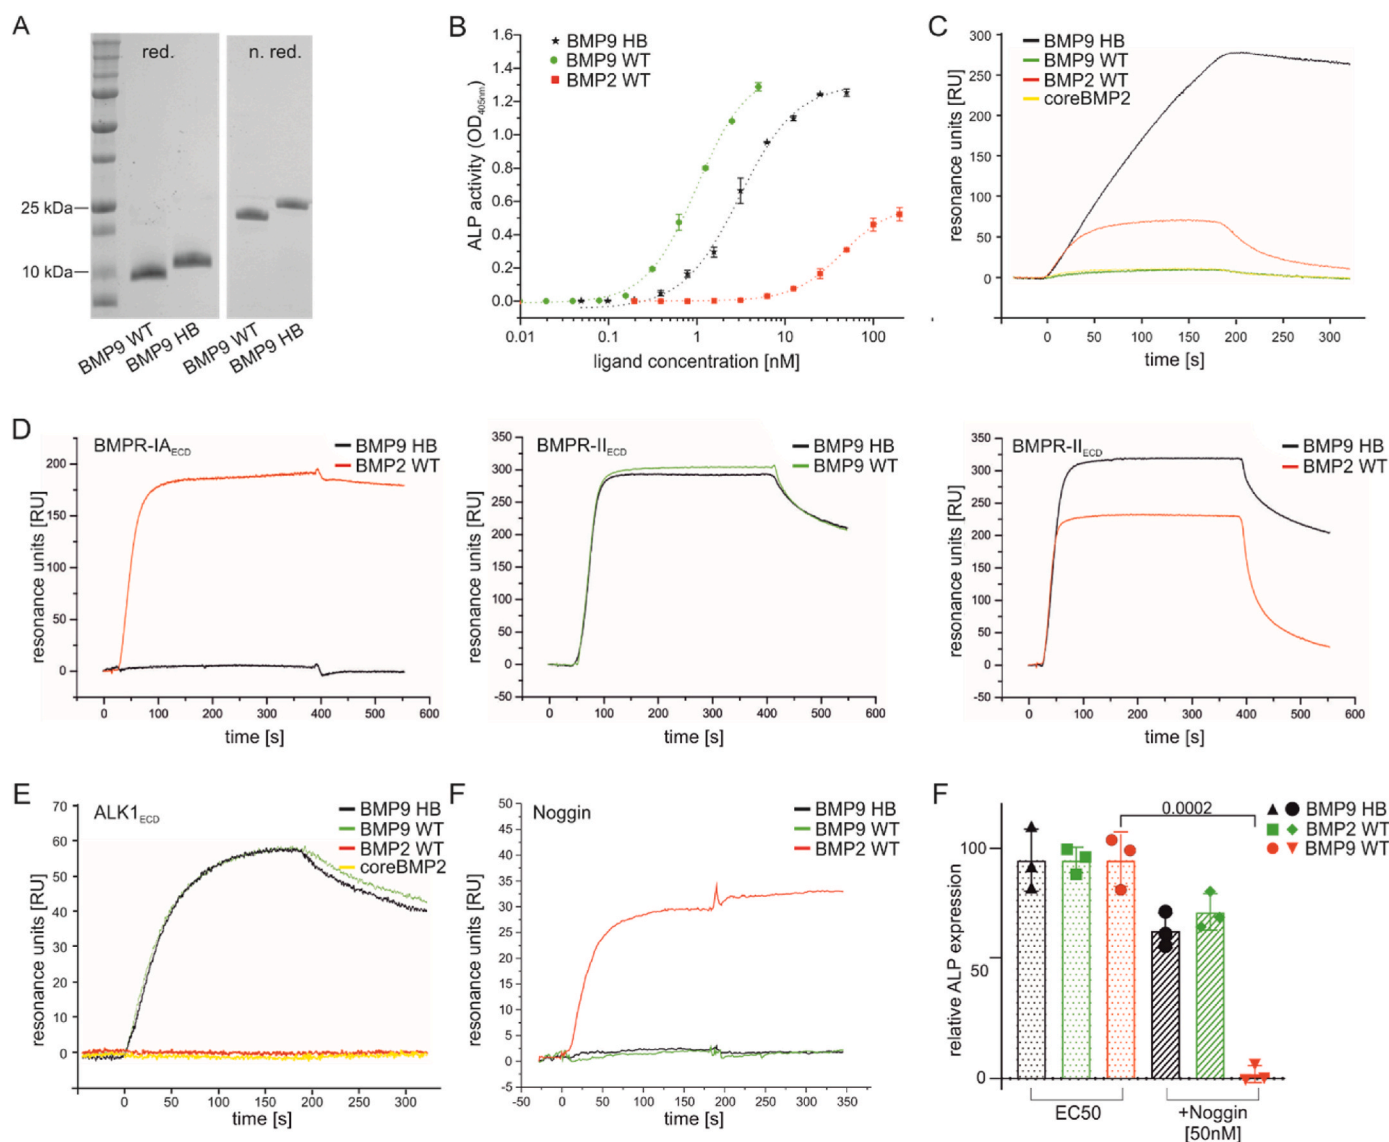 A
red.
n. red.
25 kDa
10 kDa
BMP9 WT
BMP9 HB
BMP9 WT
BMP9 HB
B
BMP9 HB
BMP9 WT
BMP2 WT
ALP activity (OD405nm)
1.6
1.4
1.2
1.0
0.8
0.6
0.4
0.2
0.0
0.01
0.1
1
10
100
ligand concentration [nM]
C
BMP9 HB
BMP9 WT
BMP2 WT
coreBMP2
resonance units [RU]
300
250
200
150
100
50
0
-50
0
50
100
150
200
250
300
time [s]
D
BMPR-IAECD
BMP9 HB
BMP2 WT
resonance units [RU]
200
150
100
50
0
0
100
200
300
400
500
600
time [s]
BMPR-IIECD
BMP9 HB
BMP9 WT
resonance units [RU]
350
300
250
200
150
100
50
0
-50
0
100
200
300
400
500
600
time [s]
BMPR-IIECD
BMP9 HB
BMP2 WT
resonance units [RU]
350
300
250
200
150
100
50
0
-50
0
100
200
300
400
500
600
time [s]
E
ALK1ECD
BMP9 HB
BMP9 WT
BMP2 WT
coreBMP2
resonance units [RU]
70
60
50
40
30
20
10
0
0
50
100
150
200
250
300
time [s]
F
Noggin
BMP9 HB
BMP9 WT
BMP2 WT
resonance units [RU]
50
45
40
35
30
25
20
15
10
5
0
-5
-50
0
50
100
150
200
250
300
350
time [s]
F
0.0002
BMP9 HB
BMP2 WT
BMP9 WT
relative ALP expression
100
50
0
EC50
+Noggin
[50nM]